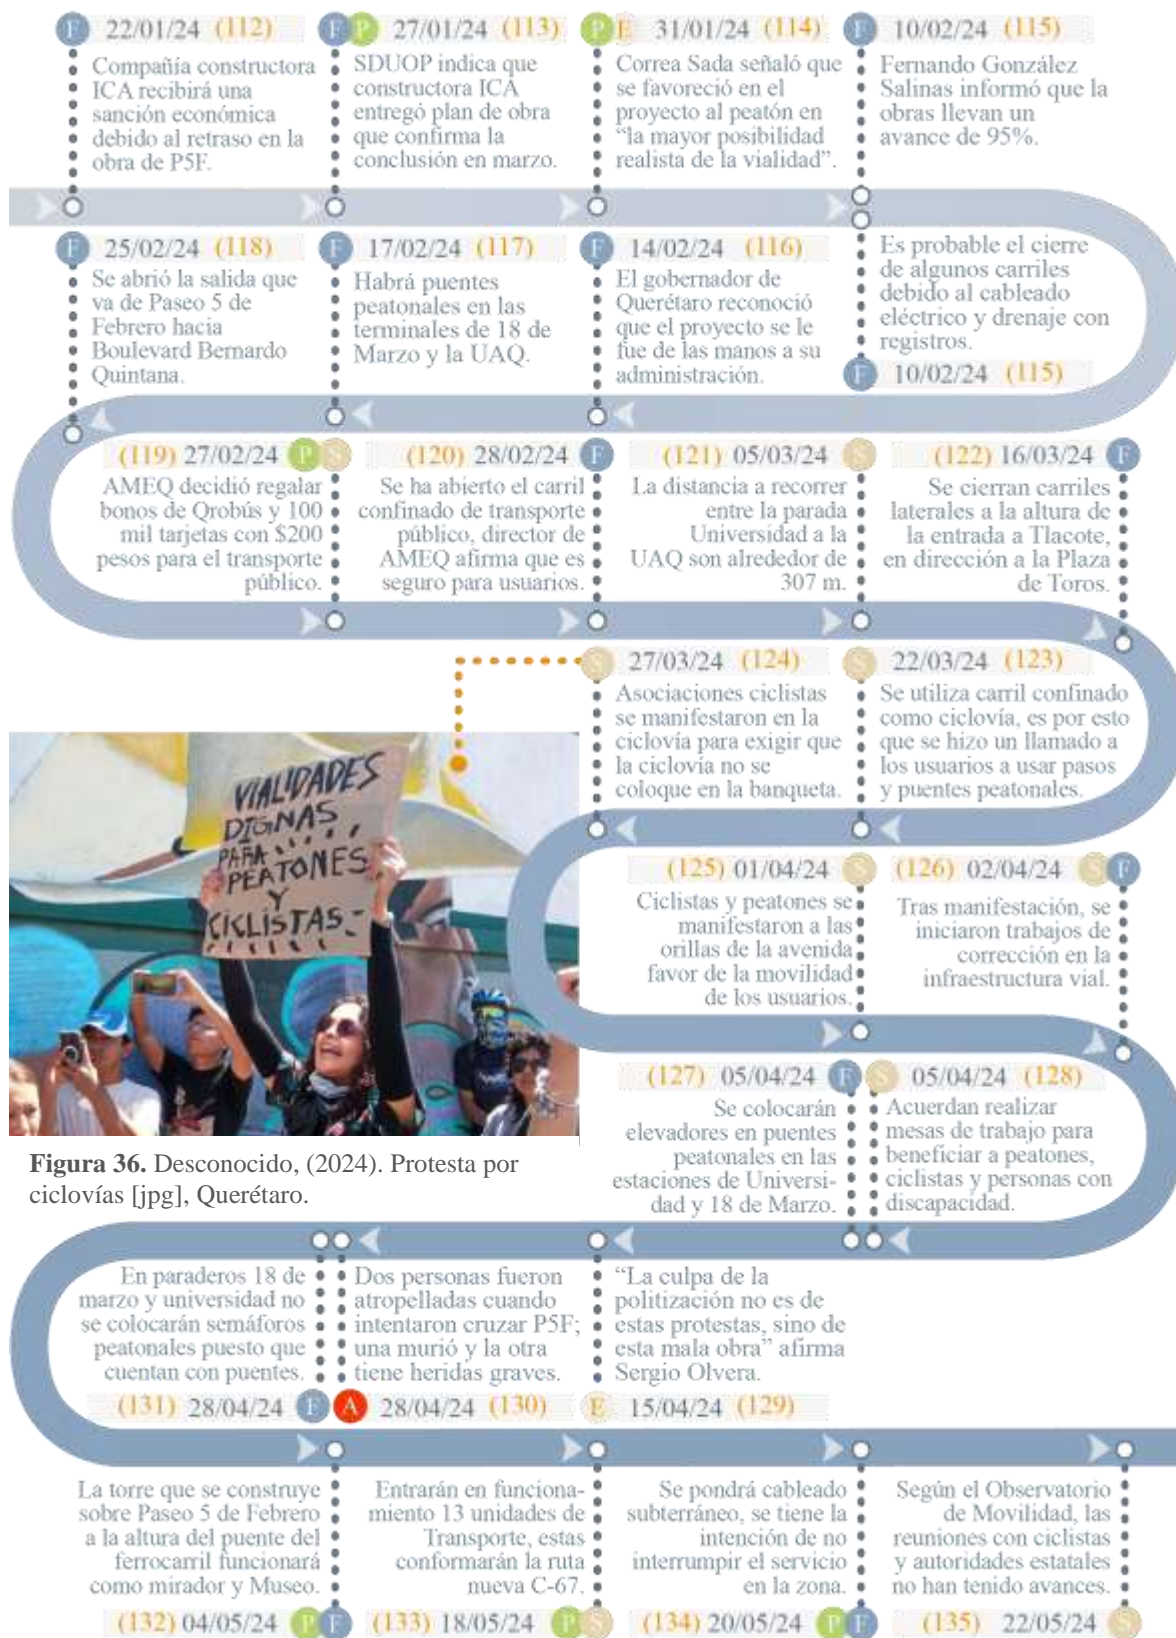 F 22/01/24 (112)
Compañía constructora
ICA recibirá una
sanción económica
debido al retraso en la
obra de P5F.
F P 27/01/24 (113)
SDUOP indica que
constructora ICA
entregó plan de obra
que confirma la
conclusión en marzo.
P E 31/01/24 (114)
Correa Sada señaló que
se favoreció en el
proyecto al peatón en
“la mayor posibilidad
realista de la vialidad”.
F 10/02/24 (115)
Fernando González
Salinas informó que la
obras llevan un
avance de 95%.
Es probable el cierre
de algunos carriles
debido al cableado
eléctrico y drenaje con
registros.
F 10/02/24 (115)
F 14/02/24 (116)
El gobernador de
Querétaro reconoció
que el proyecto se le
fue de las manos a su
administración.
F 17/02/24 (117)
Habrá puentes
peatonales en las
terminales de 18 de
Marzo y la UAQ.
F 25/02/24 (118)
Se abrió la salida que
va de Paseo 5 de
Febrero hacia
Boulevard Bernardo
Quintana.
(119) 27/02/24 P S
AMEQ decidió regalar
bonos de Qrobús y 100
mil tarjetas con $200
pesos para el transporte
público.
(120) 28/02/24 F
Se ha abierto el carril
confinado de transporte
público, director de
AMEQ afirma que es
seguro para usuarios.
(121) 05/03/24 S
La distancia a recorrer
entre la parada
Universidad a la
UAQ son alrededor de
307 m.
(122) 16/03/24 F
Se cierran carriles
laterales a la altura de
la entrada a Tlacote,
en dirección a la Plaza
de Toros.
S 22/03/24 (123)
Se utiliza carril confinado
como ciclovía, es por esto
que se hizo un llamado a
los usuarios a usar pasos
y puentes peatonales.
S 27/03/24 (124)
Asociaciones ciclistas
se manifestaron en la
ciclovía para exigir que
la ciclovía no se
coloque en la banqueta.
VIALIDADES
DIGNAS
PARA
PEATONES
Y
CICLISTAS-
Figura 36. Desconocido, (2024). Protesta por
ciclovías [jpg], Querétaro.
(125) 01/04/24 S
Ciclistas y peatones se
manifestaron a las
orillas de la avenida
favor de la movilidad
de los usuarios.
(126) 02/04/24 S F
Tras manifestación, se
iniciaron trabajos de
corrección en la
infraestructura vial.
(127) 05/04/24 F
Se colocarán
elevadores en puentes
peatonales en las
estaciones de Universi-
dad y 18 de Marzo.
S 05/04/24 (128)
Acuerdan realizar
mesas de trabajo para
beneficiar a peatones,
ciclistas y personas con
discapacidad.
“La culpa de la
politización no es de
estas protestas, sino de
esta mala obra” afirma
Sergio Olvera.
E 15/04/24 (129)
Dos personas fueron
atropelladas cuando
intentaron cruzar P5F;
una murió y la otra
tiene heridas graves.
A 28/04/24 (130)
En paraderos 18 de
marzo y universidad no
se colocarán semáforos
peatonales puesto que
cuentan con puentes.
(131) 28/04/24 F
La torre que se construye
sobre Paseo 5 de Febrero
a la altura del puente del
ferrocarril funcionará
como mirador y Museo.
(132) 04/05/24 P F
Entrarán en funciona-
miento 13 unidades de
Transporte, estas
conformarán la ruta
nueva C-67.
(133) 18/05/24 P S
Se pondrá cableado
subterráneo, se tiene la
intención de no
interrumpir el servicio
en la zona.
(134) 20/05/24 P F
Según el Observatorio
de Movilidad, las
reuniones con ciclistas
y autoridades estatales
no han tenido avances.
(135) 22/05/24 S